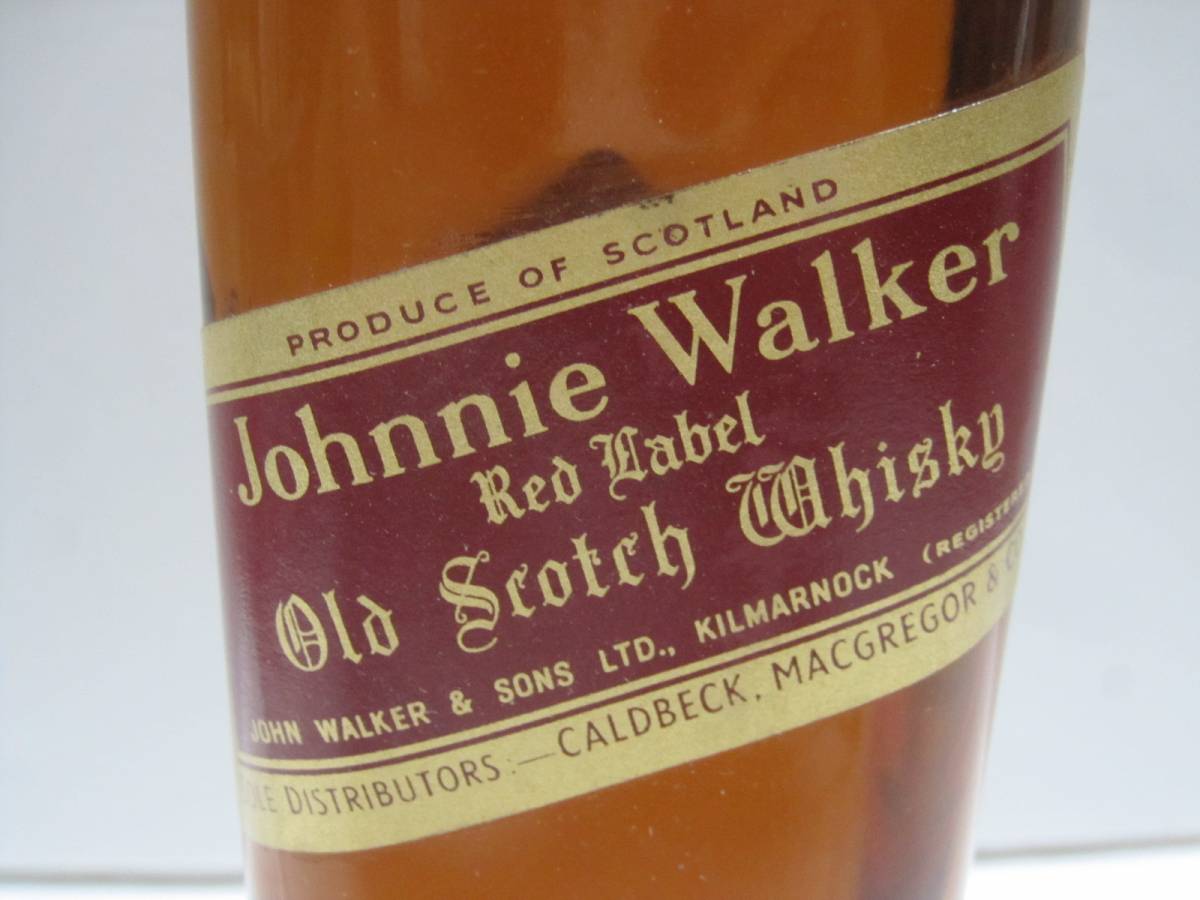 PRODUCE OF SCOTLAND
Johnnie Walker
Red Label
Old Scotch Whisky
JOHN WALKER & SONS LTD., KILMARNOCK
DISTRIBUTORS:—CALDBECK, MACGREGOR &